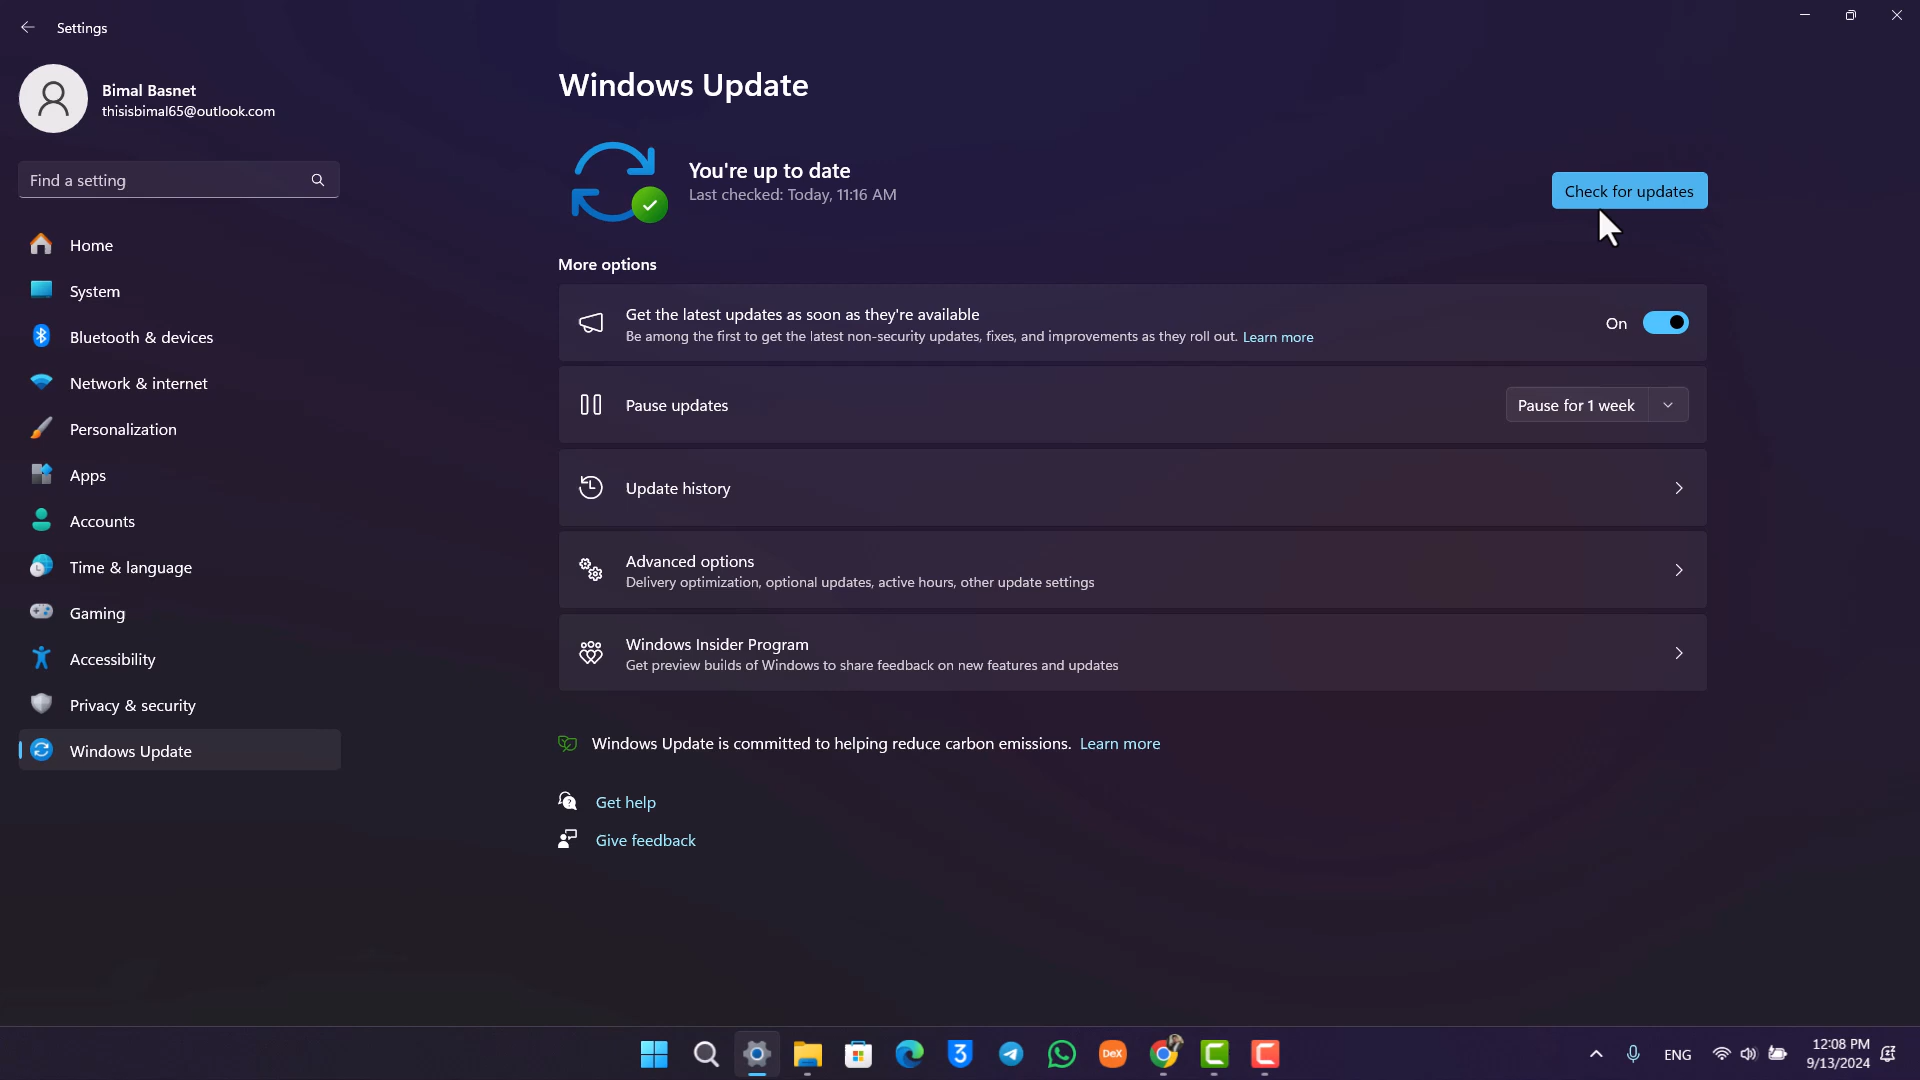 Settings
Bimal Basnet
thisisbimal65@outlook.com
Find a setting
Home
System
Bluetooth & devices
Network & internet
Personalization
Apps
Accounts
Time & language
Gaming
Accessibility
Privacy & security
Windows Update
Windows Update
You're up to date
Last checked: Today, 11:16 AM
Check for updates
More options
Get the latest updates as soon as they're available
Be among the first to get the latest non-security updates, fixes, and improvements as they roll out. Learn more
On
Pause updates
Pause for 1 week
Update history
Advanced options
Delivery optimization, optional updates, active hours, other update settings
Windows Insider Program
Get preview builds of Windows to share feedback on new features and updates
Windows Update is committed to helping reduce carbon emissions. Learn more
Get help
Give feedback
3
DeX
ENG
12:08 PM
9/13/2024